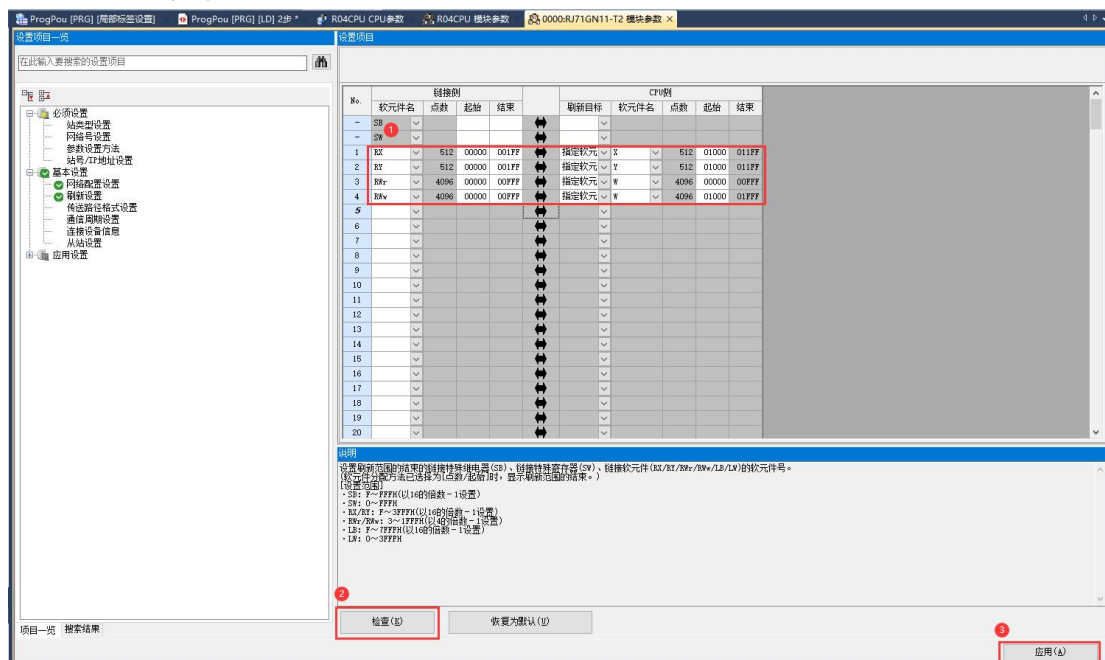 ProgPou [PRG] [局部标签设置] ProgPou [PRG] [LD] 2步 * R04CPU CPU参数 R04CPU 模块参数 0000:RJ71GN11-T2 模块参数
设置项目一览
设置项目
在此输入要搜索的设置项目
必须设置
站类型设置
网络号设置
参数设置方法
站号/IP地址设置
基本设置
网络配置设置
刷新设置
传送路径格式设置
通信周期设置
连接设备信息
从站设置
应用设置
No. 链接侧 CPU侧
软元件名 点数 起始 结束 刷新目标 软元件名 点数 起始 结束
- SB
1
- SW
1 RX 512 00000 001FF 指定软元 X 512 01000 011FF
2 RY 512 00000 001FF 指定软元 Y 512 01000 011FF
3 RWr 4096 00000 00FFF 指定软元 W 4096 00000 00FFF
4 RWw 4096 00000 00FFF 指定软元 W 4096 01000 01FFF
5
6
7
8
9
10
11
12
13
14
15
16
17
18
19
20
说明
设置刷新范围的结束的链接特殊继电器(SB)、链接特殊寄存器(SW)、链接软元件(RX/RY/RWr/RWw/LB/LW)的软元件号。
(软元件分配方法已选择为[点数/起始]时，显示刷新范围的结束。)
[设置范围]
・SB: F～FFFH(以16的倍数－1设置)
・SW: 0～FFFH
・RX/RY: F～3FFFH(以16的倍数－1设置)
・RWr/RWw: 3～1FFFH(以4的倍数－1设置)
・LB: F～7FFFH(以16的倍数－1设置)
・LW: 0～3FFFH
2
检查(K) 恢复为默认(U)
项目一览 搜索结果
3
应用(A)